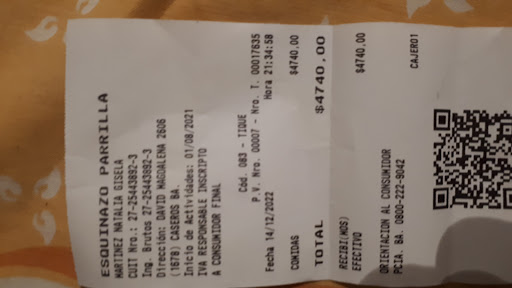 ESQUINAZO PARRILLA
MARTINEZ NATALIA GISELA
CUIT Nro.: 27-25443892-3
Ing. Brutos 27-25443892-3
Dirección: DAVID MAGDALENA 2606
(1678) CASEROS BA.
Inicio de Actividades: 01/08/2021
IVA RESPONSABLE INSCRIPTO
A CONSUMIDOR FINAL
Cód. 083 - TIQUE
P.V. Nro. 00007 - Nro. T. 00017635
Fecha 14/12/2022 Hora 21:34:58
COMIDAS $4740,00
TOTAL $4740,00
RECIBI(MOS)
EFECTIVO $4740,00
ORIENTACION AL CONSUMIDOR
PCIA. BA. 0800-222-9042
CAJERO1